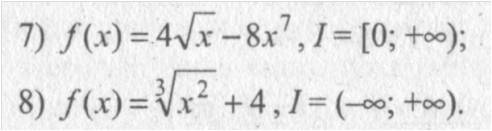 7) f(x) = 4√x − 8x⁷, I = [0; +∞);
8) f(x) = ∛x² + 4, I = (−∞; +∞).